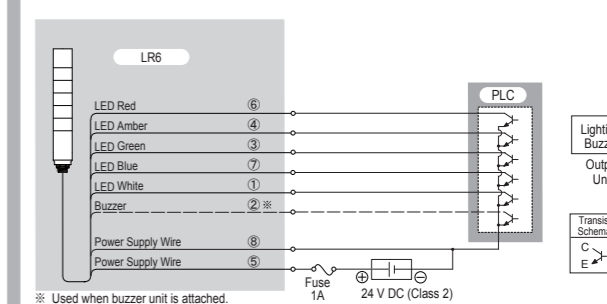 LR6
PLC
LED Red ⑥
LED Amber ④
LED Green ③
LED Blue ⑦
LED White ①
Buzzer ② ※
Power Supply Wire ⑧
Power Supply Wire ⑤
Fuse
1A
⊕ ⊖
24 V DC (Class 2)
※ Used when buzzer unit is attached.
C
E